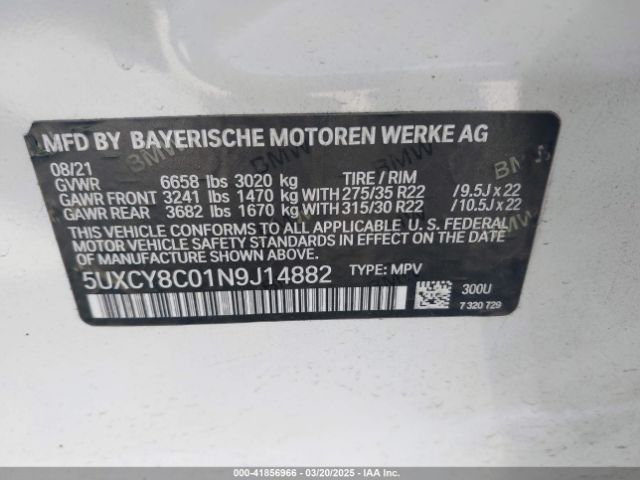 MFD BY BAYERISCHE MOTOREN WERKE AG
08/21
GVWR 6658 lbs 3020 kg TIRE / RIM
GAWR FRONT 3241 lbs 1470 kg WITH 275/35 R22 / 9.5J x 22
GAWR REAR 3682 lbs 1670 kg WITH 315/30 R22 / 10.5J x 22
THIS VEHICLE CONFORMS TO ALL APPLICABLE U. S. FEDERAL
MOTOR VEHICLE SAFETY STANDARDS IN EFFECT ON THE DATE OF
MANUFACTURE SHOWN ABOVE.
5UXCY8C01N9J14882 TYPE: MPV
300U
7 320 729
000-41856966 | 03/20/2025 | IAA Inc.